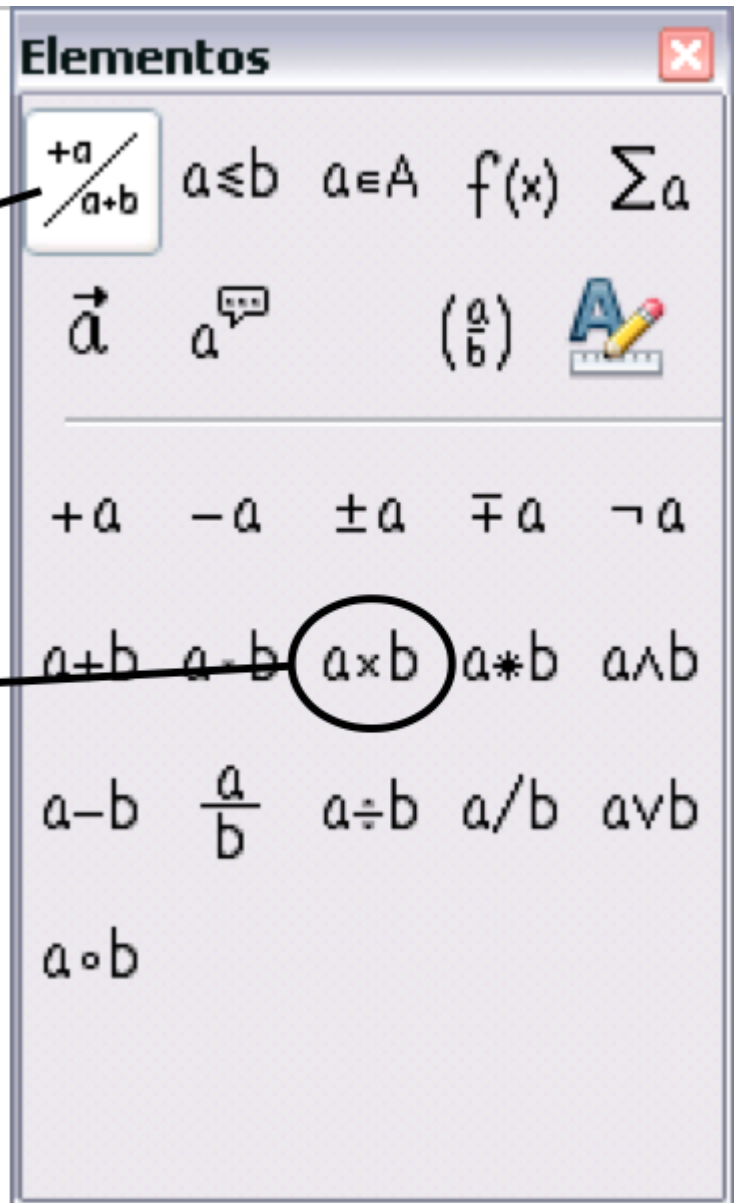 Elementos
+a/a+b a≤b a∈A f(x) ∑a
a⃗ a (a/b) A
+a −a ±a ∓a ¬a
a+b a·b a×b a∗b a∧b
a−b a/b a÷b a/b a∨b
a∘b